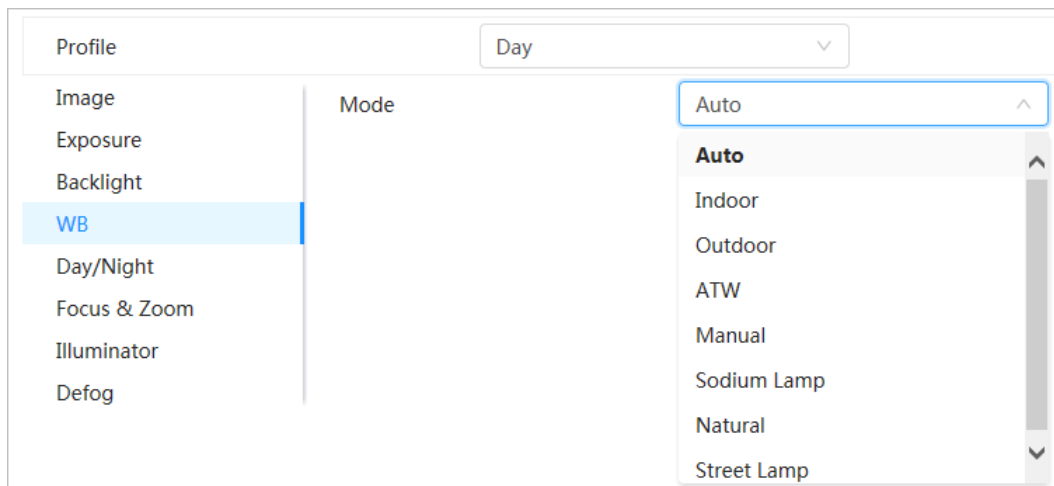 Profile
Day
Image
Mode
Auto
Exposure
Auto
Backlight
Indoor
WB
Outdoor
Day/Night
ATW
Focus & Zoom
Manual
Illuminator
Sodium Lamp
Defog
Natural
Street Lamp